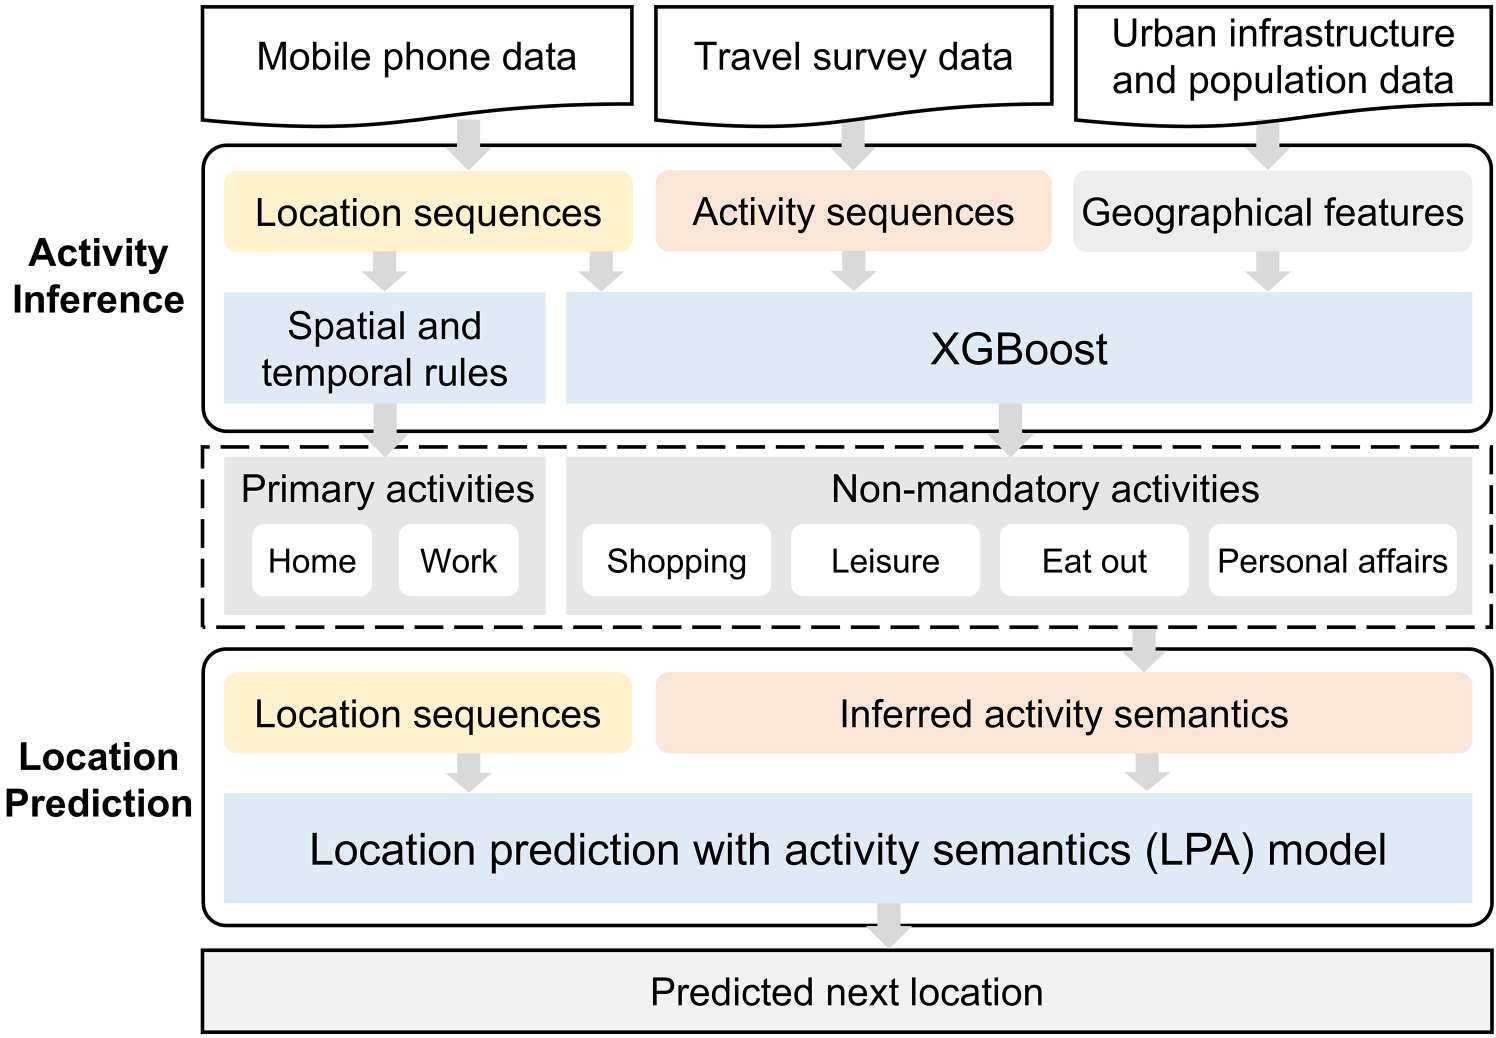 Mobile phone data
Travel survey data
Urban infrastructure
and population data
Activity
Inference
Location sequences
Activity sequences
Geographical features
Spatial and
temporal rules
XGBoost
Primary activities
Home
Work
Non-mandatory activities
Shopping
Leisure
Eat out
Personal affairs
Location
Prediction
Location sequences
Inferred activity semantics
Location prediction with activity semantics (LPA) model
Predicted next location